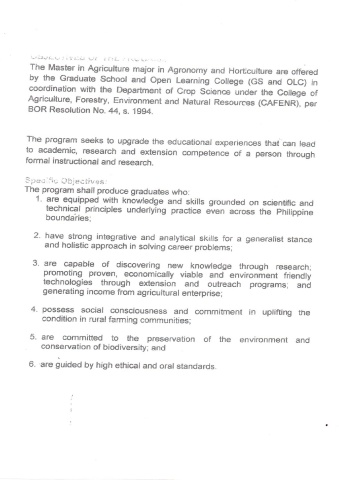 OBJECTIVES OF THE PROGRAM:
The Master in Agriculture major in Agronomy and Horticulture are offered
by the Graduate School and Open Learning College (GS and OLC) in
coordination with the Department of Crop Science under the College of
Agriculture, Forestry, Environment and Natural Resources (CAFENR), per
BOR Resolution No. 44, s. 1994.
The program seeks to upgrade the educational experiences that can lead
to academic, research and extension competence of a person through
formal instructional and research.
Specific Objectives:
The program shall produce graduates who:
1. are equipped with knowledge and skills grounded on scientific and
technical principles underlying practice even across the Philippine
boundaries;
2. have strong integrative and analytical skills for a generalist stance
and holistic approach in solving career problems;
3. are capable of discovering new knowledge through research;
promoting proven, economically viable and environment friendly
technologies through extension and outreach programs; and
generating income from agricultural enterprise;
4. possess social consciousness and commitment in uplifting the
condition in rural farming communities;
5. are committed to the preservation of the environment and
conservation of biodiversity; and
6. are guided by high ethical and oral standards.